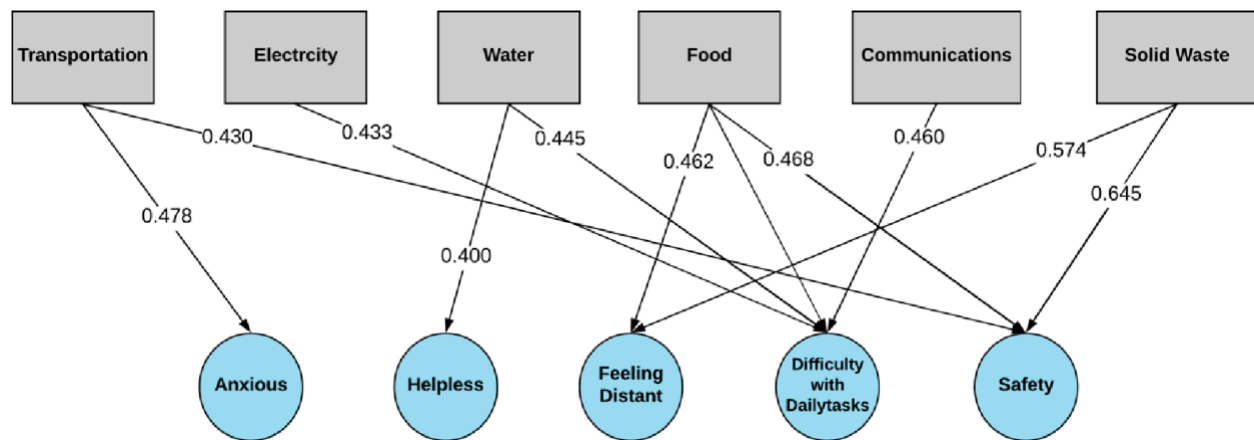 Transportation
Electrcity
Water
Food
Communications
Solid Waste
0.430
0.433
0.445
0.462
0.468
0.460
0.574
0.478
0.400
0.645
Anxious
Helpless
Feeling
Distant
Difficulty
with
Dailytasks
Safety